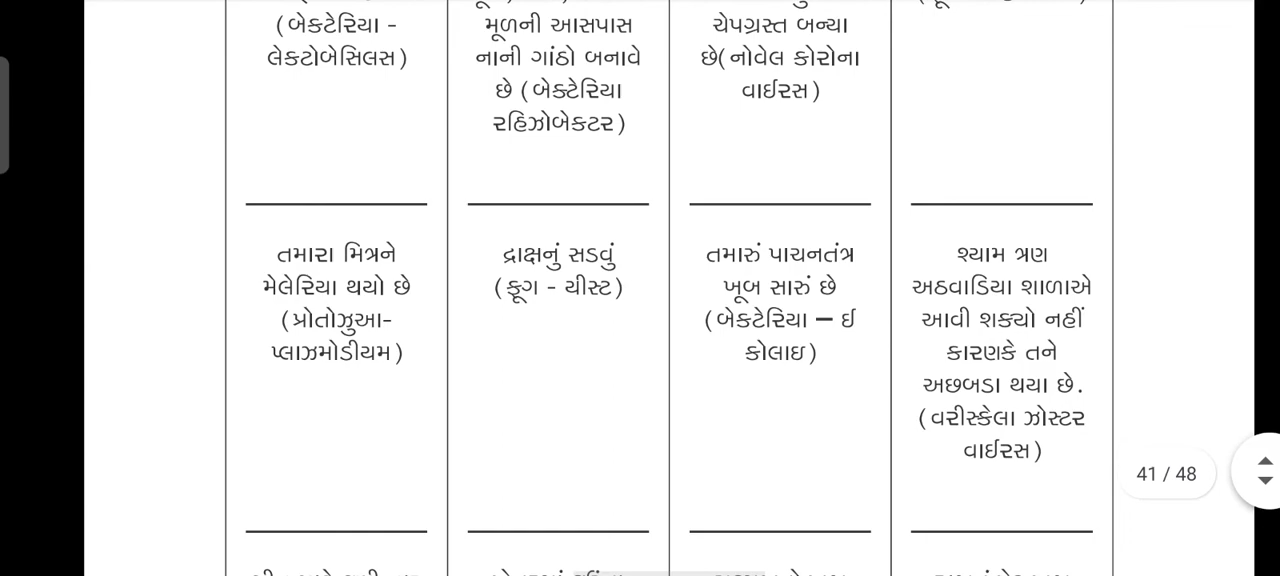 (બેક્ટેરિયા -
લેક્ટોબેસિલસ)
મૂળની આસપાસ
નાની ગાંઠો બનાવે
છે (બેક્ટેરિયા
રહિઝોબેકટર)
ચેપગ્રસ્ત બન્યા
છે(નોવેલ કોરોના
વાઈરસ)
તમારા મિત્રને
મેલેરિયા થયો છે
(પ્રોતોઝુઆ-
પ્લાઝમોડીયમ)
દ્રાક્ષનું સડવું
(ફૂગ - યીસ્ટ)
તમારું પાચનતંત્ર
ખૂબ સારું છે
(બેક્ટેરિયા – ઈ
કોલાઇ)
શ્યામ ત્રણ
અઠવાડિયા શાળાએ
આવી શક્યો નહીં
કારણકે તને
અછબડા થયા છે.
(વરીસ્કેલા ઝોસ્ટર
વાઈરસ)
41 / 48